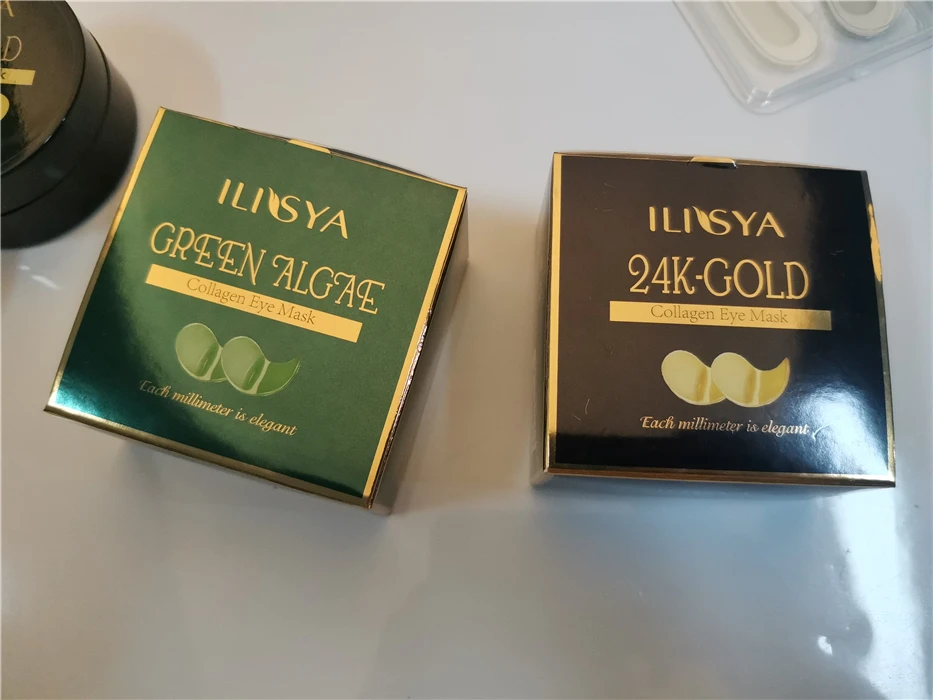 ILISYA
GREEN ALGAE
Collagen Eye Mask
Each millimeter is elegant
ILISYA
24K-GOLD
Collagen Eye Mask
Each millimeter is elegant